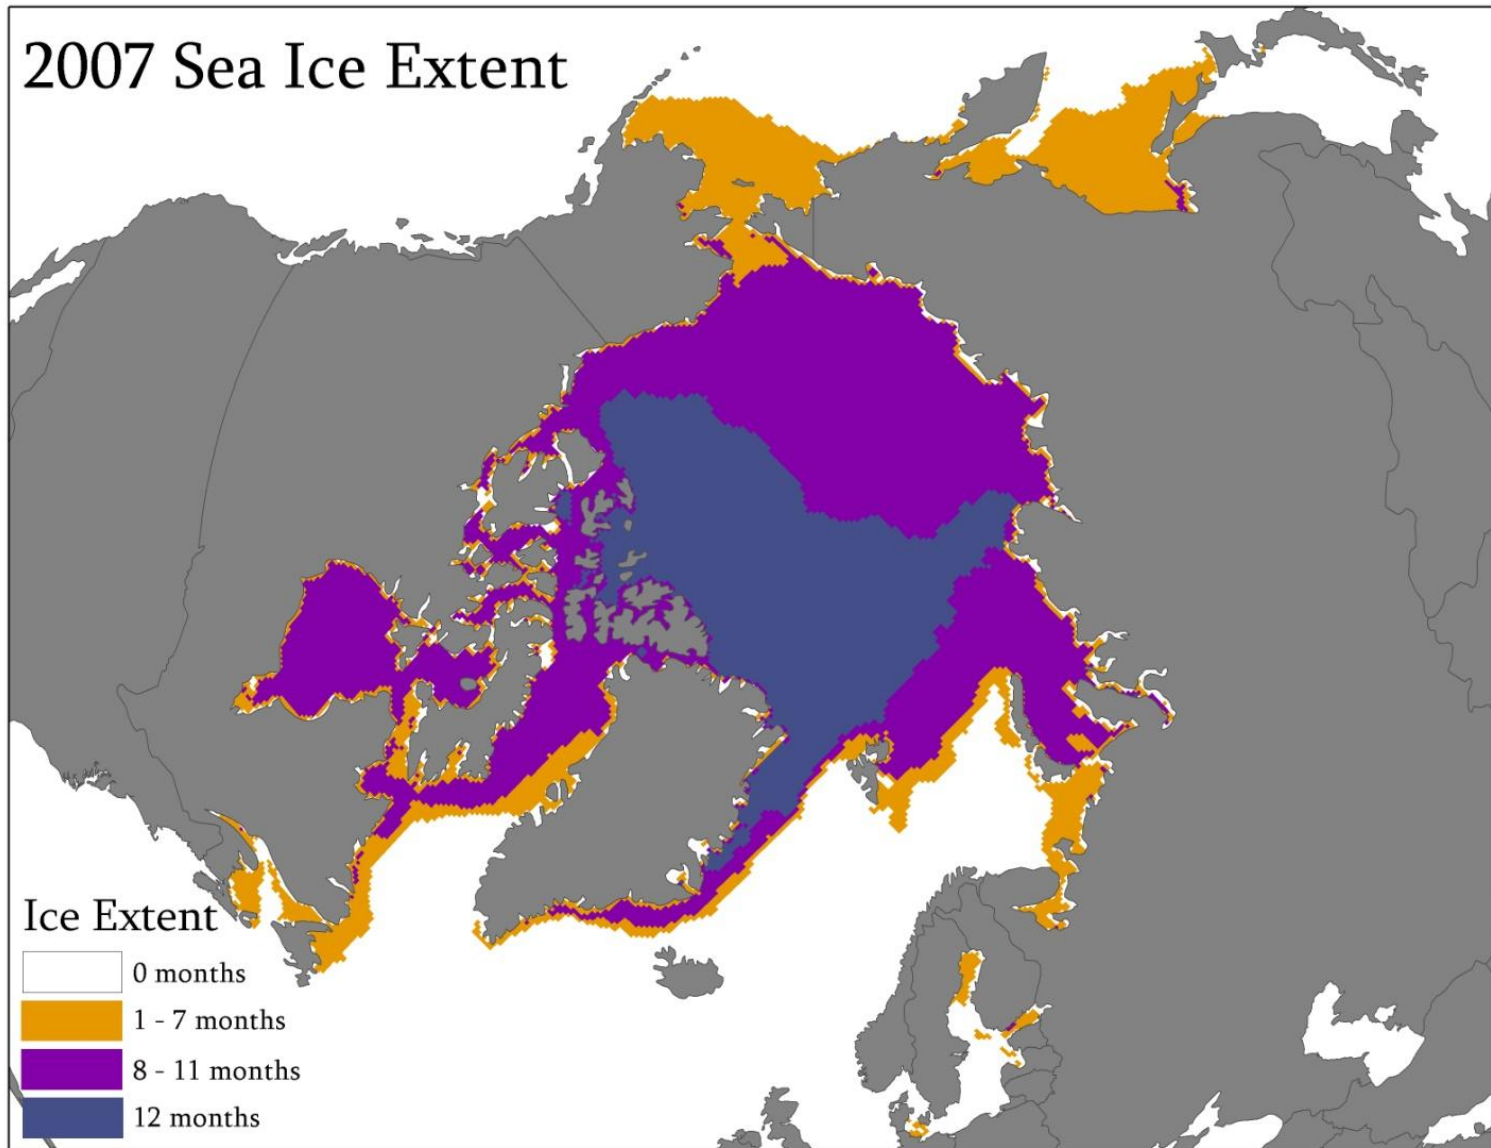 2007 Sea Ice Extent
Ice Extent
0 months
1 - 7 months
8 - 11 months
12 months